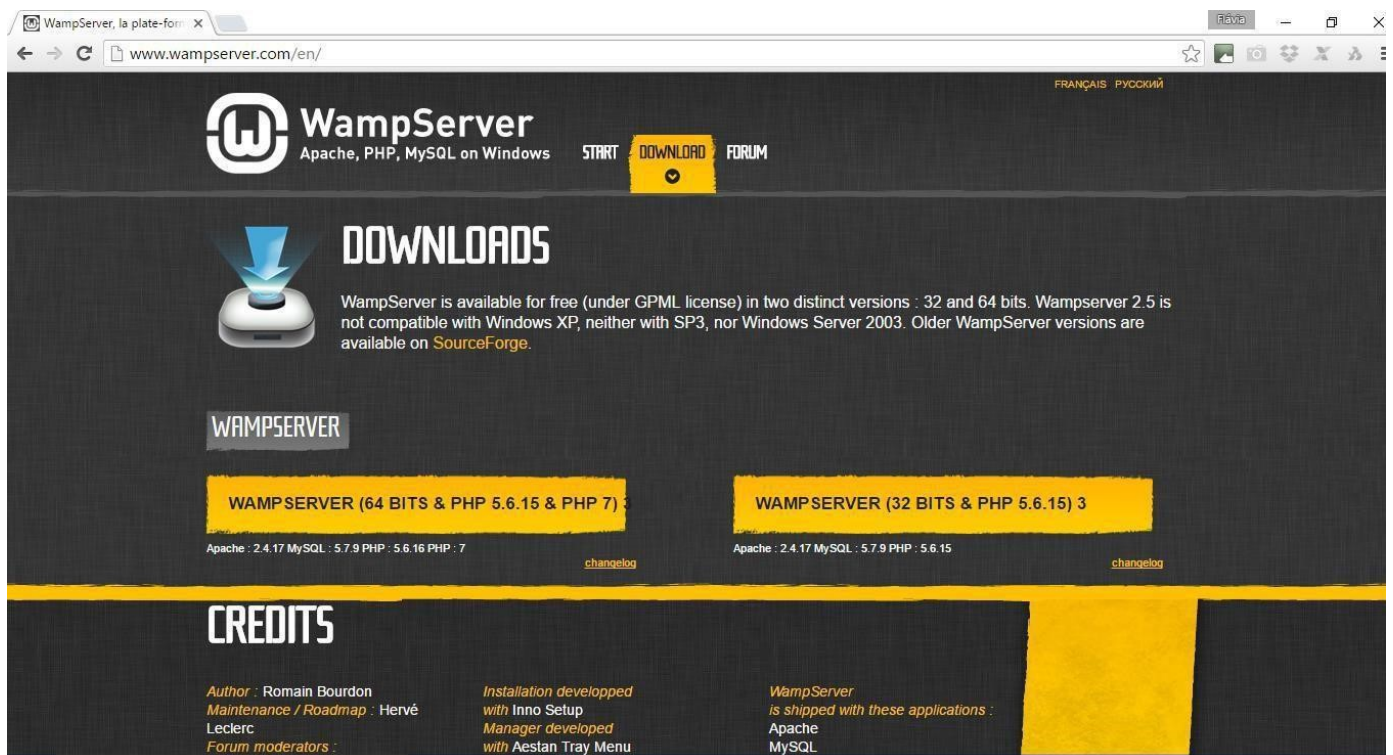 WampServer, la plate-form
Flávia
www.wampserver.com/en/
FRANÇAIS РУССКИЙ
WampServer
Apache, PHP, MySQL on Windows
START DOWNLOAD FORUM
DOWNLOADS
WampServer is available for free (under GPML license) in two distinct versions : 32 and 64 bits. Wampserver 2.5 is
not compatible with Windows XP, neither with SP3, nor Windows Server 2003. Older WampServer versions are
available on SourceForge.
WAMPSERVER
WAMPSERVER (64 BITS & PHP 5.6.15 & PHP 7) 3
Apache : 2.4.17 MySQL : 5.7.9 PHP : 5.6.16 PHP : 7
changelog
WAMPSERVER (32 BITS & PHP 5.6.15) 3
Apache : 2.4.17 MySQL : 5.7.9 PHP : 5.6.15
changelog
CREDITS
Author : Romain Bourdon
Maintenance / Roadmap : Hervé
Leclerc
Forum moderators :
Installation developped
with Inno Setup
Manager developed
with Aestan Tray Menu
WampServer
is shipped with these applications :
Apache
MySQL